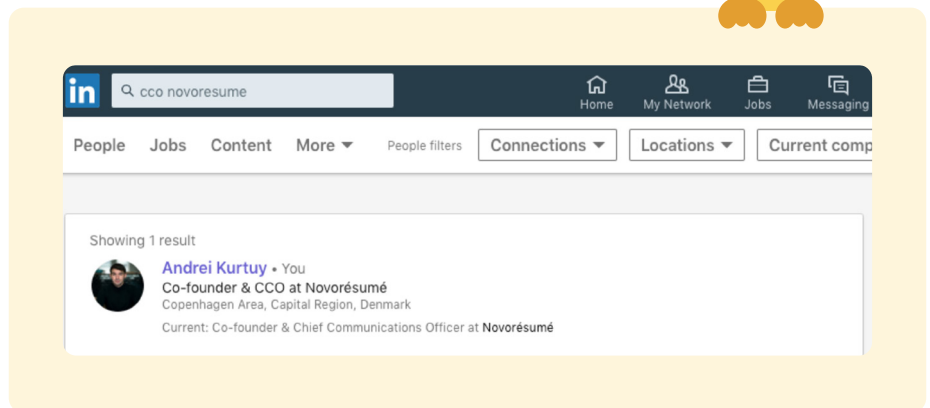 in cco novoresume Home My Network Jobs Messaging
People Jobs Content More People filters Connections Locations Current comp
Showing 1 result
Andrei Kurtuy • You
Co-founder & CCO at Novorésumé
Copenhagen Area, Capital Region, Denmark
Current: Co-founder & Chief Communications Officer at Novorésumé